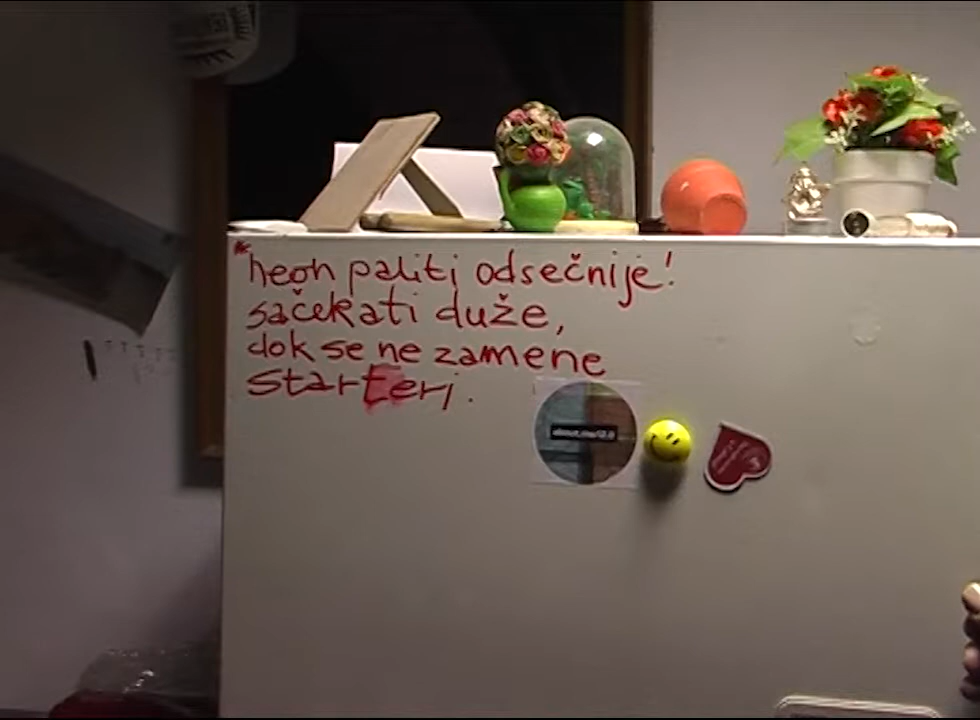 *neon paliti odsečnije!
sačekati duže,
dok se ne zamene
starteri.